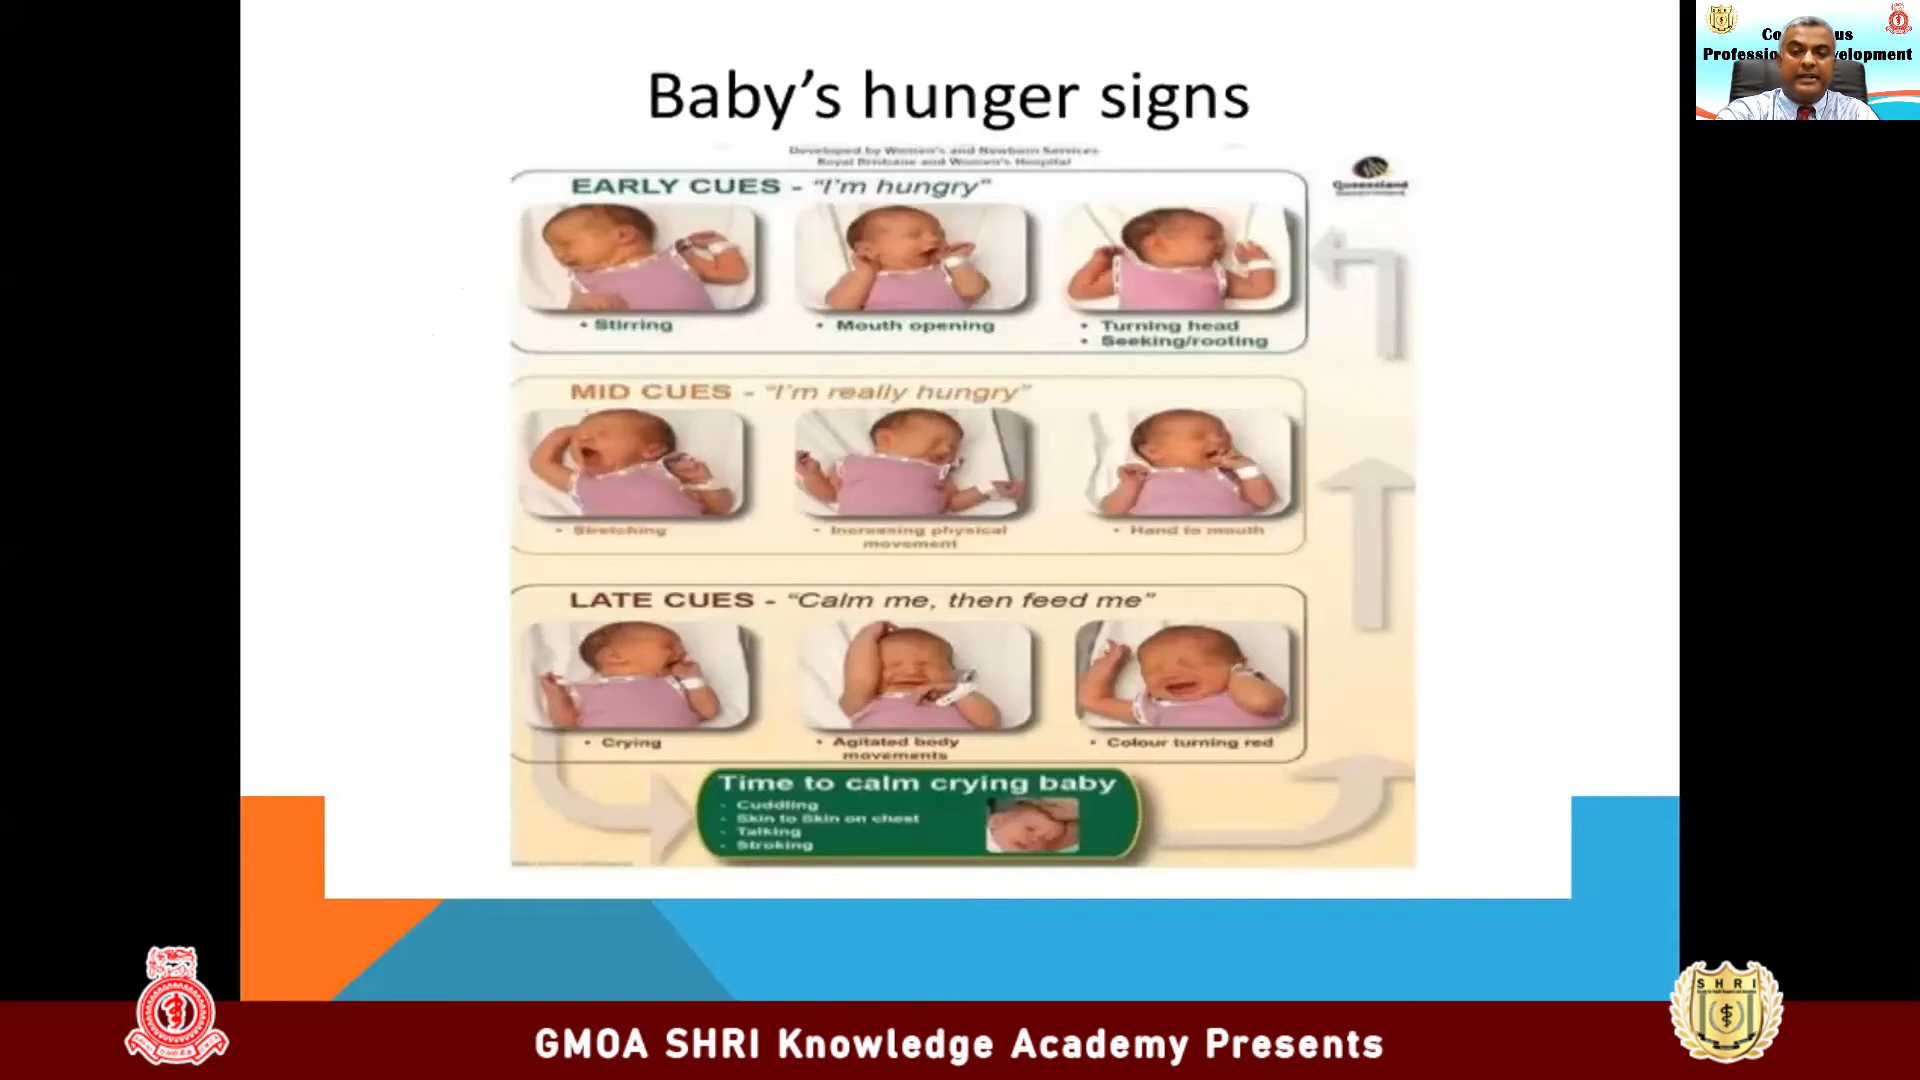 Baby's hunger signs
Developed by Women's and Newborn Services
Royal Brisbane and Women's Hospital
Queensland
EARLY CUES - “I'm hungry”
• Stirring
• Mouth opening
• Turning head
• Seeking/rooting
MID CUES - “I'm really hungry”
• Stretching
• Increasing physical
movement
• Hand to mouth
LATE CUES - “Calm me, then feed me”
• Crying
• Agitated body
movements
• Colour turning red
Time to calm crying baby
- Cuddling
- Skin to Skin on chest
- Talking
- Stroking
SHRI
GMOA SHRI Knowledge Academy Presents
SHRI